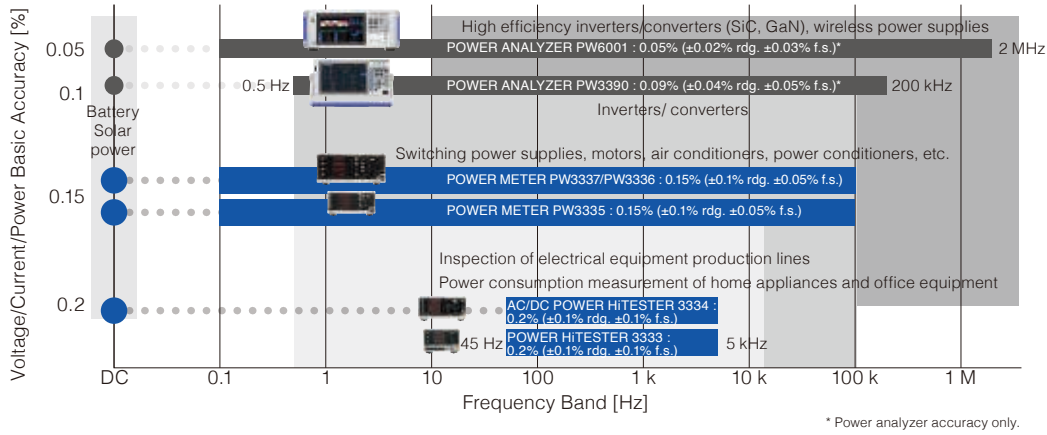 Voltage/Current/Power Basic Accuracy [%]
High efficiency inverters/converters (SiC, GaN), wireless power supplies
0.05
POWER ANALYZER PW6001 : 0.05% (±0.02% rdg. ±0.03% f.s.)*
2 MHz
0.1
0.5 Hz
POWER ANALYZER PW3390 : 0.09% (±0.04% rdg. ±0.05% f.s.)*
200 kHz
Battery
Solar
power
Inverters/ converters
Switching power supplies, motors, air conditioners, power conditioners, etc.
0.15
POWER METER PW3337/PW3336 : 0.15% (±0.1% rdg. ±0.05% f.s.)
POWER METER PW3335 : 0.15% (±0.1% rdg. ±0.05% f.s.)
Inspection of electrical equipment production lines
Power consumption measurement of home appliances and office equipment
0.2
AC/DC POWER HiTESTER 3334 :
0.2% (±0.1% rdg. ±0.1% f.s.)
45 Hz
POWER HiTESTER 3333 :
0.2% (±0.1% rdg. ±0.1% f.s.)
5 kHz
DC 0.1 1 10 100 1 k 10 k 100 k 1 M
Frequency Band [Hz]
* Power analyzer accuracy only.